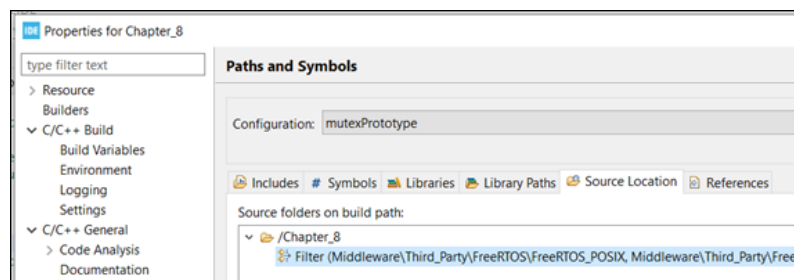 IDE Properties for Chapter_8
type filter text
Resource
Builders
C/C++ Build
Build Variables
Environment
Logging
Settings
C/C++ General
Code Analysis
Documentation
Paths and Symbols
Configuration: mutexPrototype
Includes # Symbols Libraries Library Paths Source Location References
Source folders on build path:
/Chapter_8
Filter (Middleware\Third_Party\FreeRTOS\FreeRTOS_POSIX, Middleware\Third_Party\Free